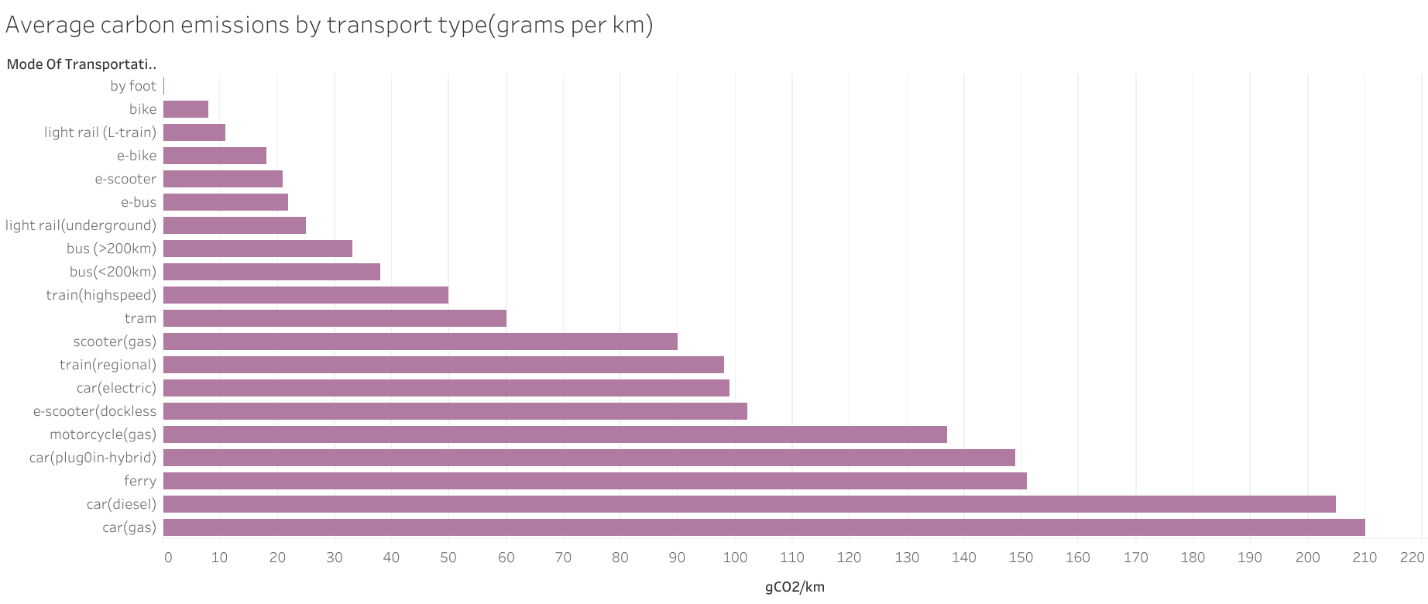 Average carbon emissions by transport type(grams per km)
Mode Of Transportati..
by foot
bike
light rail (L-train)
e-bike
e-scooter
e-bus
light rail(underground)
bus (>200km)
bus(<200km)
train(highspeed)
tram
scooter(gas)
train(regional)
car(electric)
e-scooter(dockless
motorcycle(gas)
car(plug0in-hybrid)
ferry
car(diesel)
car(gas)
0 10 20 30 40 50 60 70 80 90 100 110 120 130 140 150 160 170 180 190 200 210 220
gCO2/km